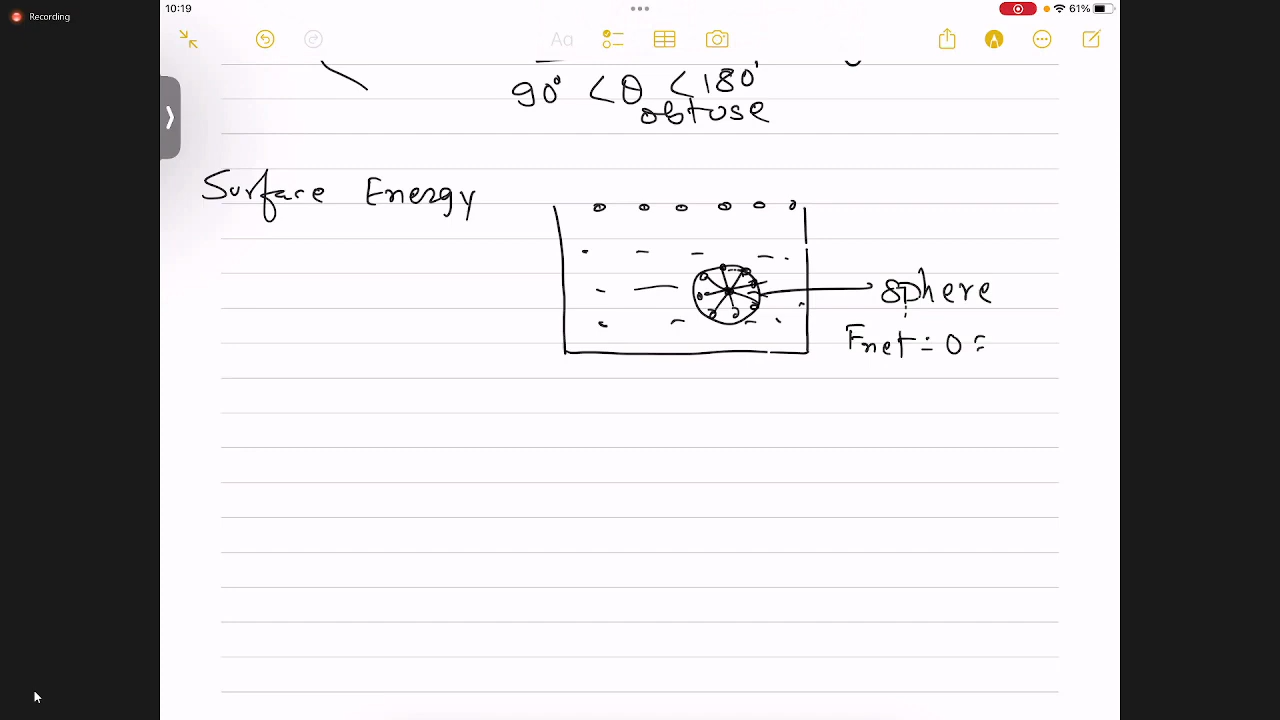 Recording
10:19
61%
Aa
90° < θ < 180°
obtuse
Surface Energy
sphere
Fnet = 0